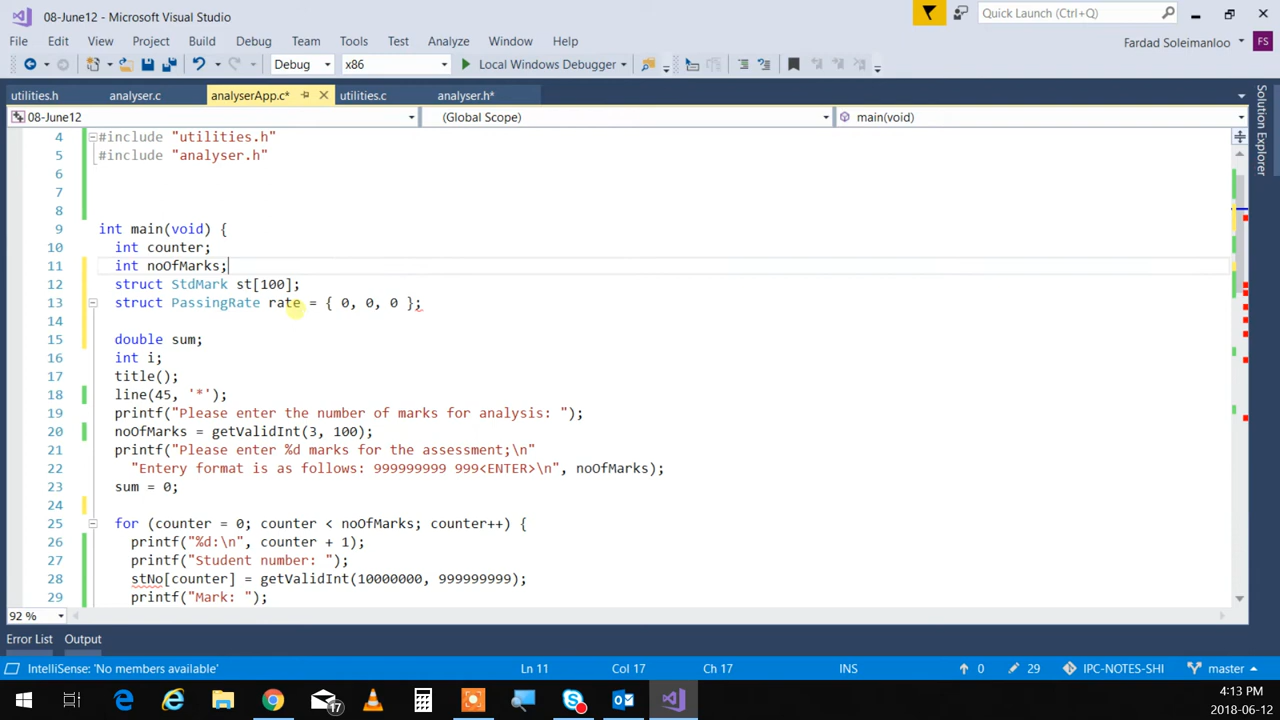 08-June12 - Microsoft Visual Studio
Quick Launch (Ctrl+Q)
File Edit View Project Build Debug Team Tools Test Analyze Window Help
Fardad Soleimanloo FS
Debug x86 Local Windows Debugger
utilities.h analyser.c analyserApp.c* utilities.c analyser.h*
08-June12 (Global Scope) main(void)
Solution Explorer
4 #include "utilities.h"
5 #include "analyser.h"
6
7
8
9 int main(void) {
10 int counter;
11 int noOfMarks;
12 struct StdMark st[100];
13 struct PassingRate rate = { 0, 0, 0 };
14
15 double sum;
16 int i;
17 title();
18 line(45, '*');
19 printf("Please enter the number of marks for analysis: ");
20 noOfMarks = getValidInt(3, 100);
21 printf("Please enter %d marks for the assessment;\n"
22 "Entery format is as follows: 999999999 999<ENTER>\n", noOfMarks);
23 sum = 0;
24
25 for (counter = 0; counter < noOfMarks; counter++) {
26 printf("%d:\n", counter + 1);
27 printf("Student number: ");
28 stNo[counter] = getValidInt(10000000, 999999999);
29 printf("Mark: ");
92 %
Error List Output
IntelliSense: 'No members available' Ln 11 Col 17 Ch 17 INS 0 29 IPC-NOTES-SHI master
17
4:13 PM
2018-06-12